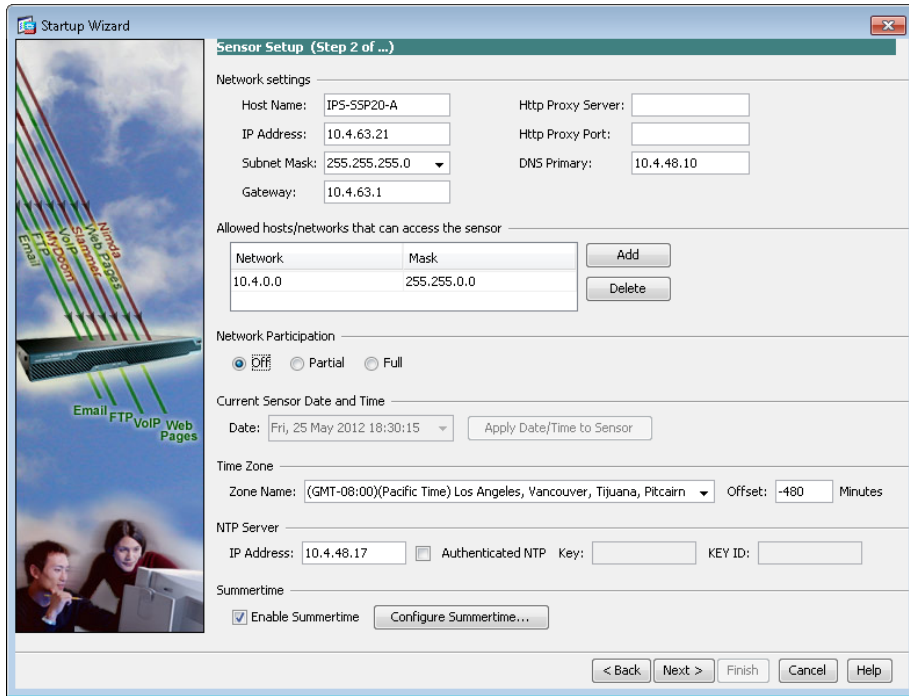 Startup Wizard
Sensor Setup (Step 2 of ...)
Network settings
Host Name: IPS-SSP20-A Http Proxy Server:
IP Address: 10.4.63.21 Http Proxy Port:
Subnet Mask: 255.255.255.0 DNS Primary: 10.4.48.10
Gateway: 10.4.63.1
Allowed hosts/networks that can access the sensor
Network Mask Add
10.4.0.0 255.255.0.0 Delete
Network Participation
Off Partial Full
Current Sensor Date and Time
Date: Fri, 25 May 2012 18:30:15 Apply Date/Time to Sensor
Time Zone
Zone Name: (GMT-08:00)(Pacific Time) Los Angeles, Vancouver, Tijuana, Pitcairn Offset: -480 Minutes
NTP Server
IP Address: 10.4.48.17 Authenticated NTP Key: KEY ID:
Summertime
Enable Summertime Configure Summertime...
< Back Next > Finish Cancel Help
Email
FTP
MyDoom
VoIP
Slammer
Web Pages
Nimda
Email
FTP
VoIP
Web
Pages